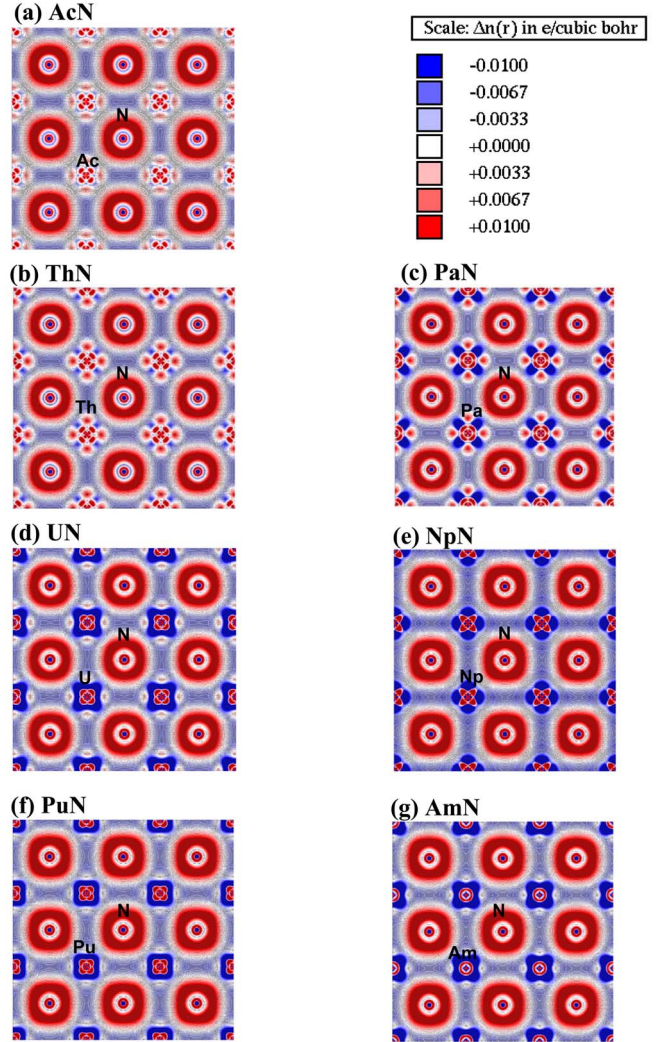 (a) AcN
Scale: Δn(r) in e/cubic bohr
-0.0100
-0.0067
-0.0033
+0.0000
+0.0033
+0.0067
+0.0100
N
Ac
(b) ThN
N
Th
(c) PaN
N
Pa
(d) UN
N
U
(e) NpN
N
Np
(f) PuN
N
Pu
(g) AmN
N
Am